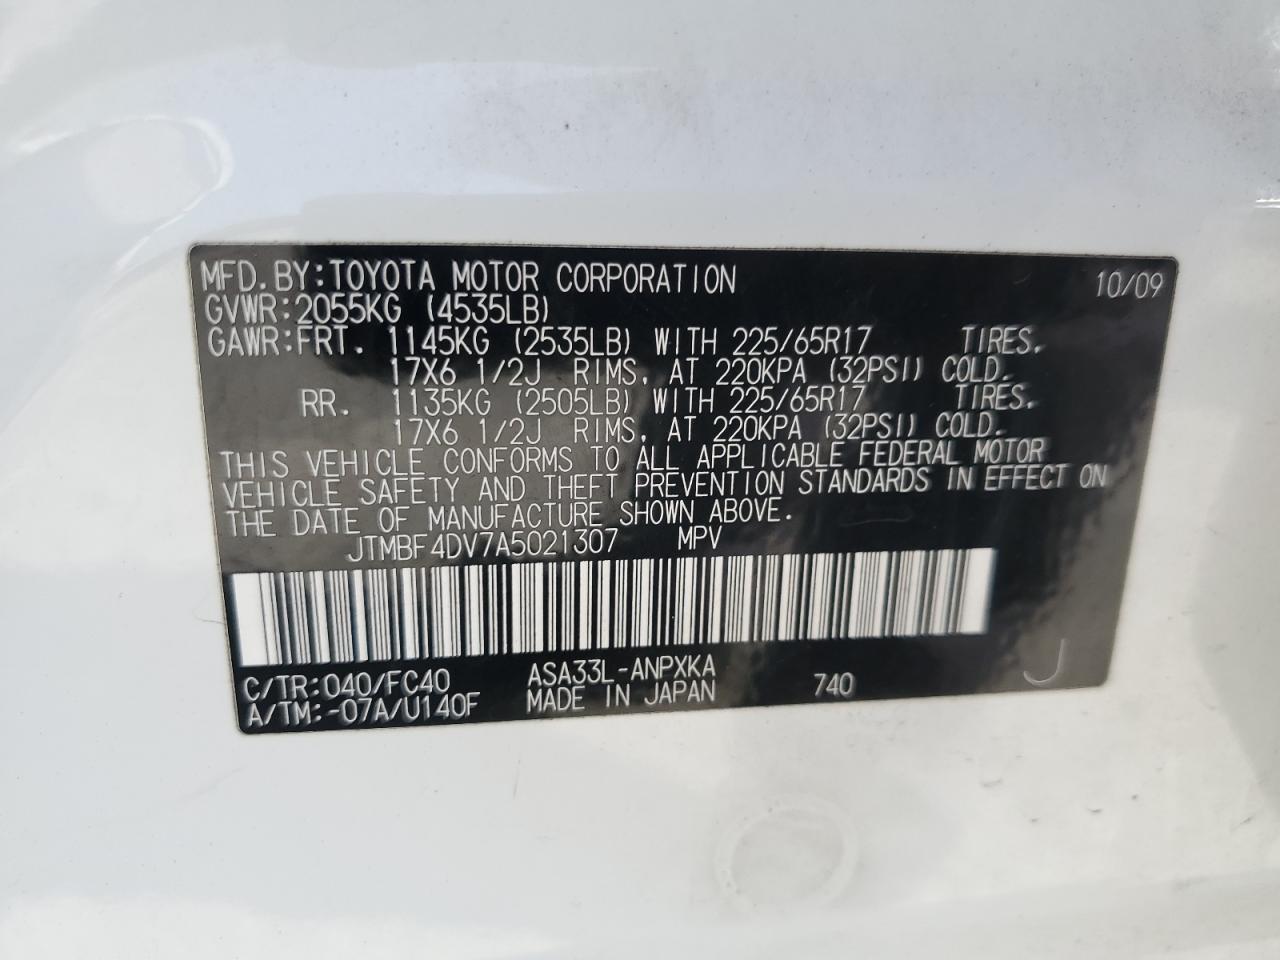 MFD.BY:TOYOTA MOTOR CORPORATION 10/09
GVWR:2055KG (4535LB)
GAWR:FRT. 1145KG (2535LB) WITH 225/65R17 TIRES,
17X6 1/2J RIMS, AT 220KPA (32PSI) COLD.
RR. 1135KG (2505LB) WITH 225/65R17 TIRES,
17X6 1/2J RIMS, AT 220KPA (32PSI) COLD.
THIS VEHICLE CONFORMS TO ALL APPLICABLE FEDERAL MOTOR
VEHICLE SAFETY AND THEFT PREVENTION STANDARDS IN EFFECT ON
THE DATE OF MANUFACTURE SHOWN ABOVE.
JTMBF4DV7A5021307 MPV
C/TR:040/FC40 ASA33L-ANPXKA 740 J
A/TM:-07A/U140F MADE IN JAPAN